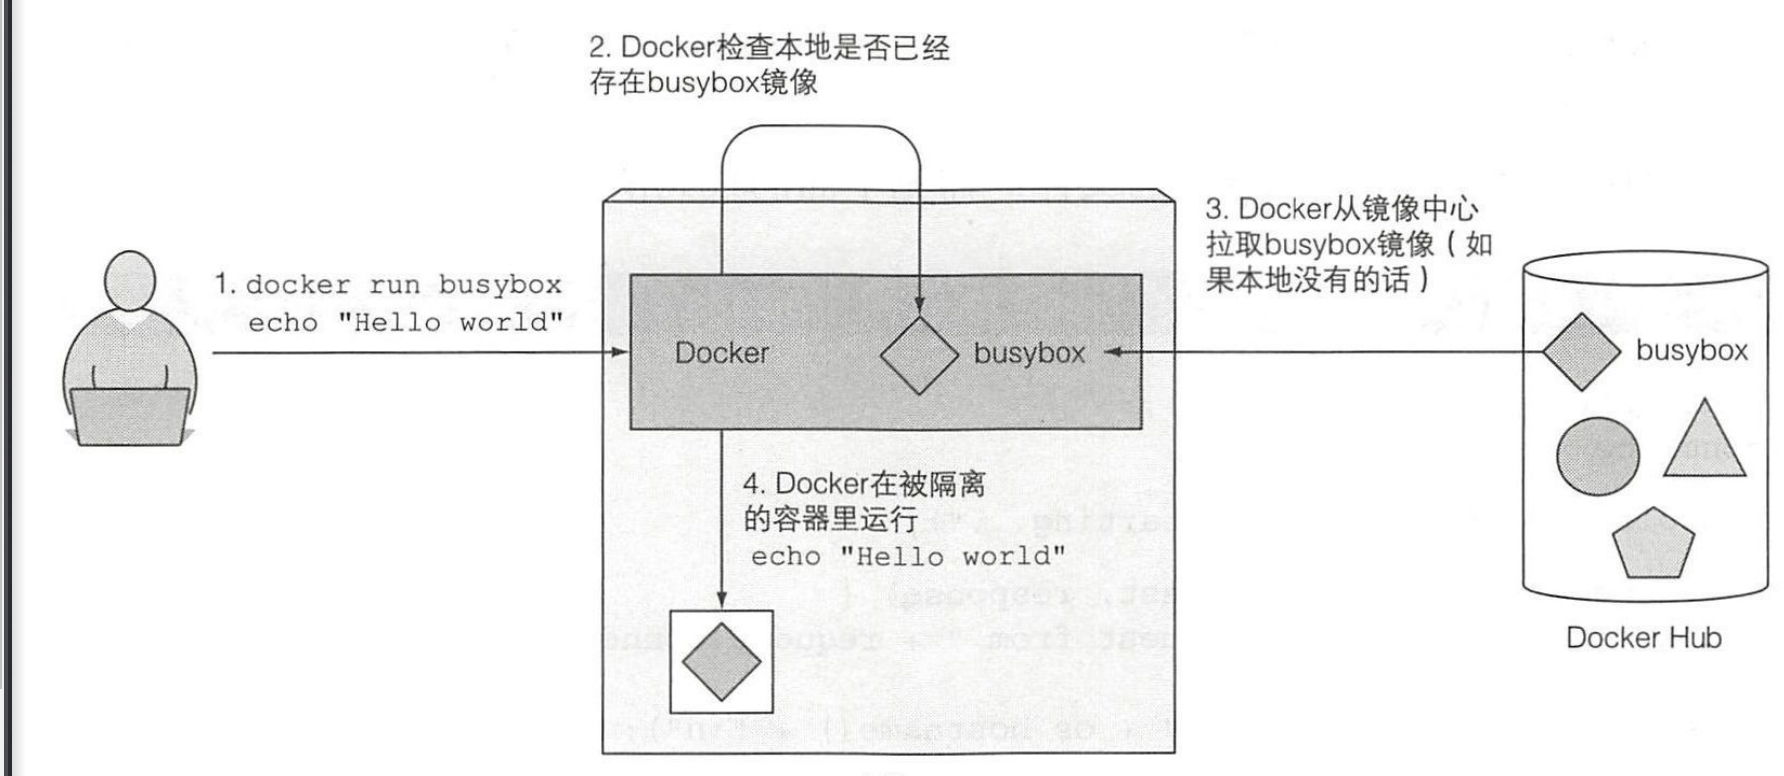 2. Docker检查本地是否已经
存在busybox镜像
1. docker run busybox
echo "Hello world"
3. Docker从镜像中心
拉取busybox镜像（如
果本地没有的话）
Docker
busybox
busybox
4. Docker在被隔离
的容器里运行
echo "Hello world"
Docker Hub